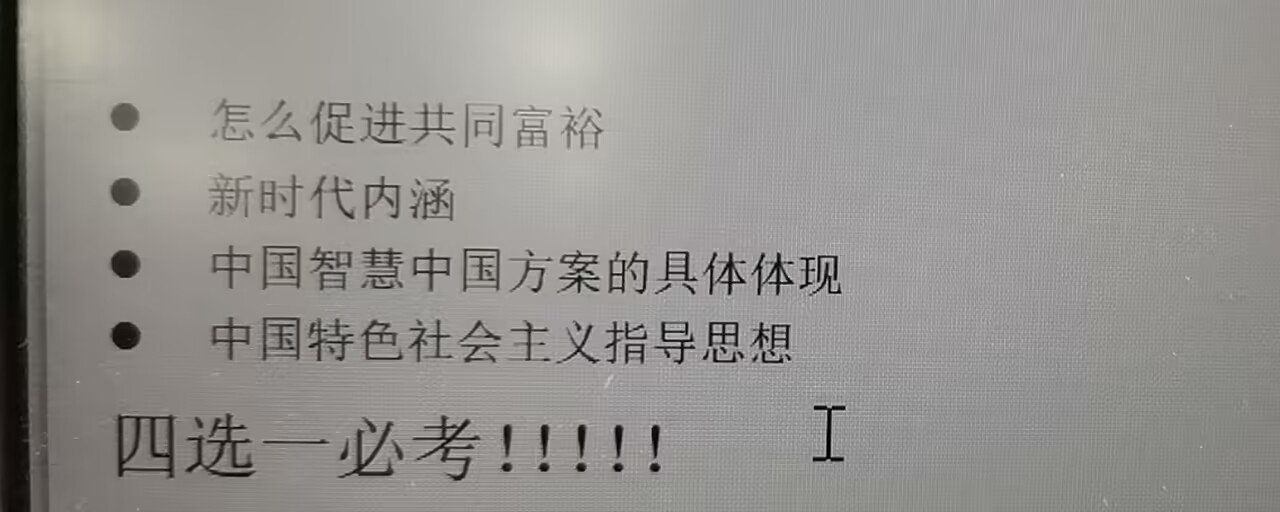 ● 怎么促进共同富裕
● 新时代内涵
● 中国智慧中国方案的具体体现
● 中国特色社会主义指导思想
四选一必考!!!!!